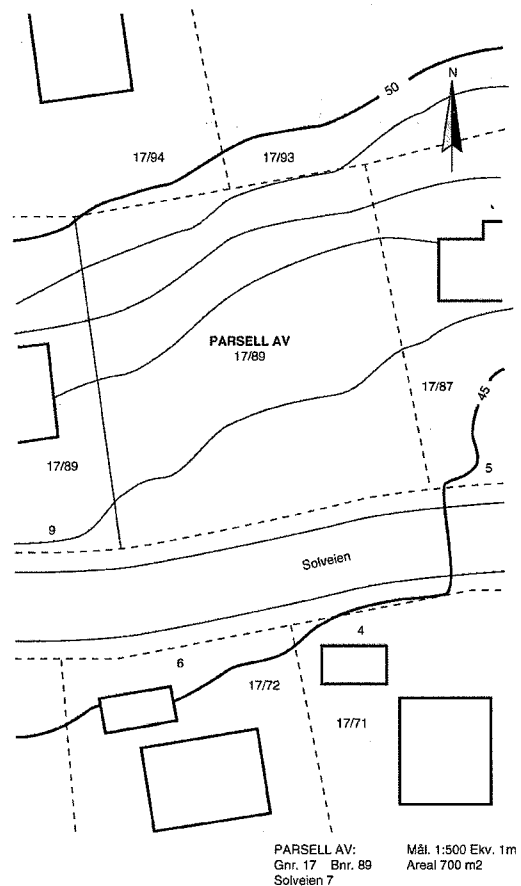 50
N
17/94
17/93
PARSELL AV
17/89
17/87
45
17/89
5
9
Solveien
4
6
17/72
17/71
PARSELL AV: Mål. 1:500 Ekv. 1m
Gnr. 17 Bnr. 89 Areal 700 m2
Solveien 7